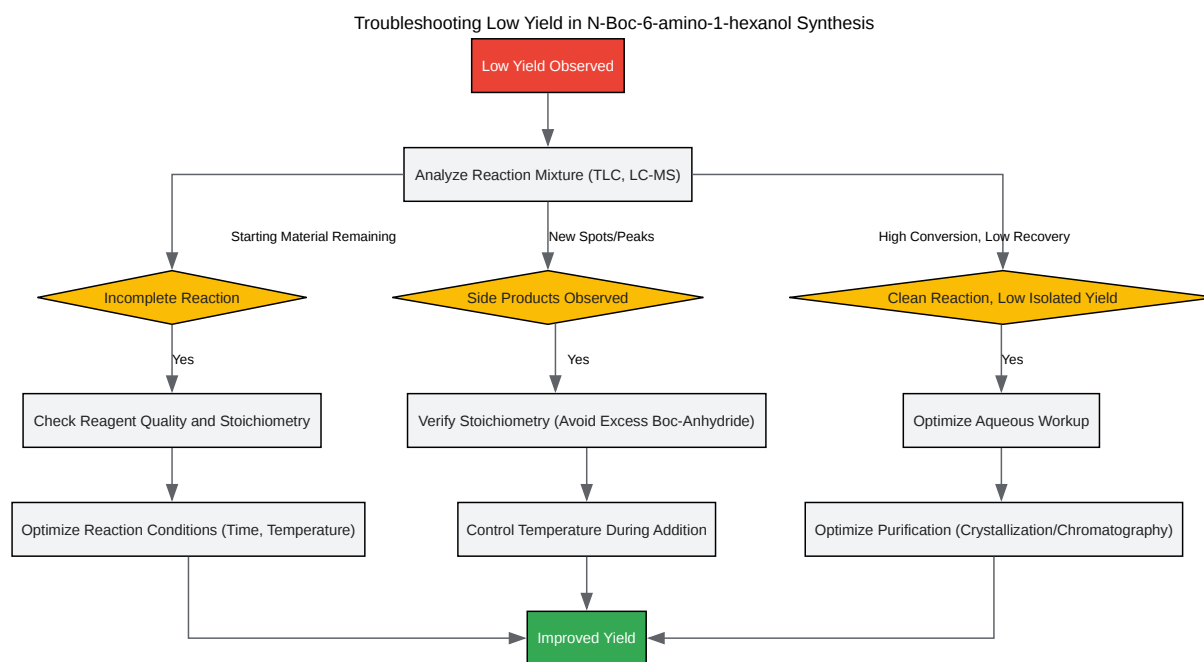 Troubleshooting Low Yield in N-Boc-6-amino-1-hexanol Synthesis
Low Yield Observed
Analyze Reaction Mixture (TLC, LC-MS)
Starting Material Remaining
New Spots/Peaks
High Conversion, Low Recovery
Incomplete Reaction
Side Products Observed
Clean Reaction, Low Isolated Yield
Yes
Yes
Yes
Check Reagent Quality and Stoichiometry
Verify Stoichiometry (Avoid Excess Boc-Anhydride)
Optimize Aqueous Workup
Optimize Reaction Conditions (Time, Temperature)
Control Temperature During Addition
Optimize Purification (Crystallization/Chromatography)
Improved Yield